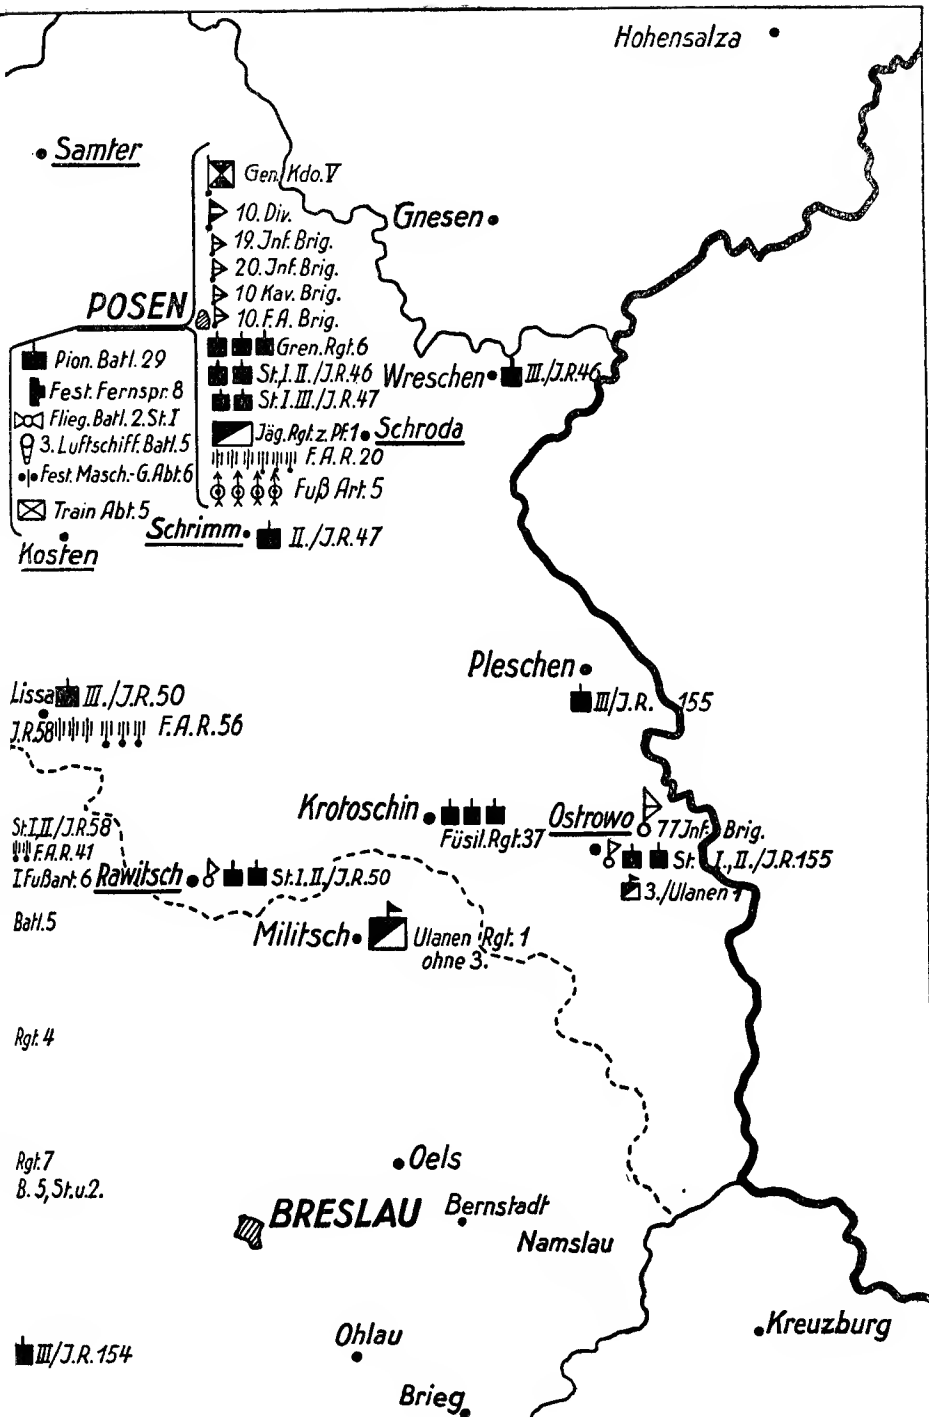 Hohensalza
Samter
Gen. Kdo. V
10. Div.
Gnesen
19. Jnf. Brig.
20. Jnf. Brig.
10 Kav. Brig.
POSEN
10. F.A. Brig.
Gren. Rgt. 6
St. I. II./J.R. 46
St. I. III./J.R. 47
Jäg. Rgt. z. Pf. 1
F.A.R. 20
Fuß Art. 5
Pion. Batl. 29
Fest. Fernspr. 8
Flieg. Batl. 2. St. I
3. Luftschiff. Batl. 5
Fest. Masch.-G. Abt. 6
Train Abt. 5
Wreschen
III./J.R. 46
Schroda
Schrimm
II./J.R. 47
Kosten
Pleschen
III/J.R. 155
Lissa
III./J.R. 50
J.R. 58
F.A.R. 56
Krotoschin
Füsil. Rgt. 37
Ostrowo
77 Jnf. Brig.
St. I., II./J.R. 155
3./Ulanen 1
St. I, II/J.R. 58
F.A.R. 41
I Fußart. 6
Rawitsch
St. I. II./J.R. 50
Batl. 5
Militsch
Ulanen Rgt. 1
ohne 3.
Rgt. 4
Rgt. 7
B. 5, St. u. 2.
Oels
BRESLAU
Bernstadt
Namslau
Kreuzburg
III/J.R. 154
Ohlau
Brieg